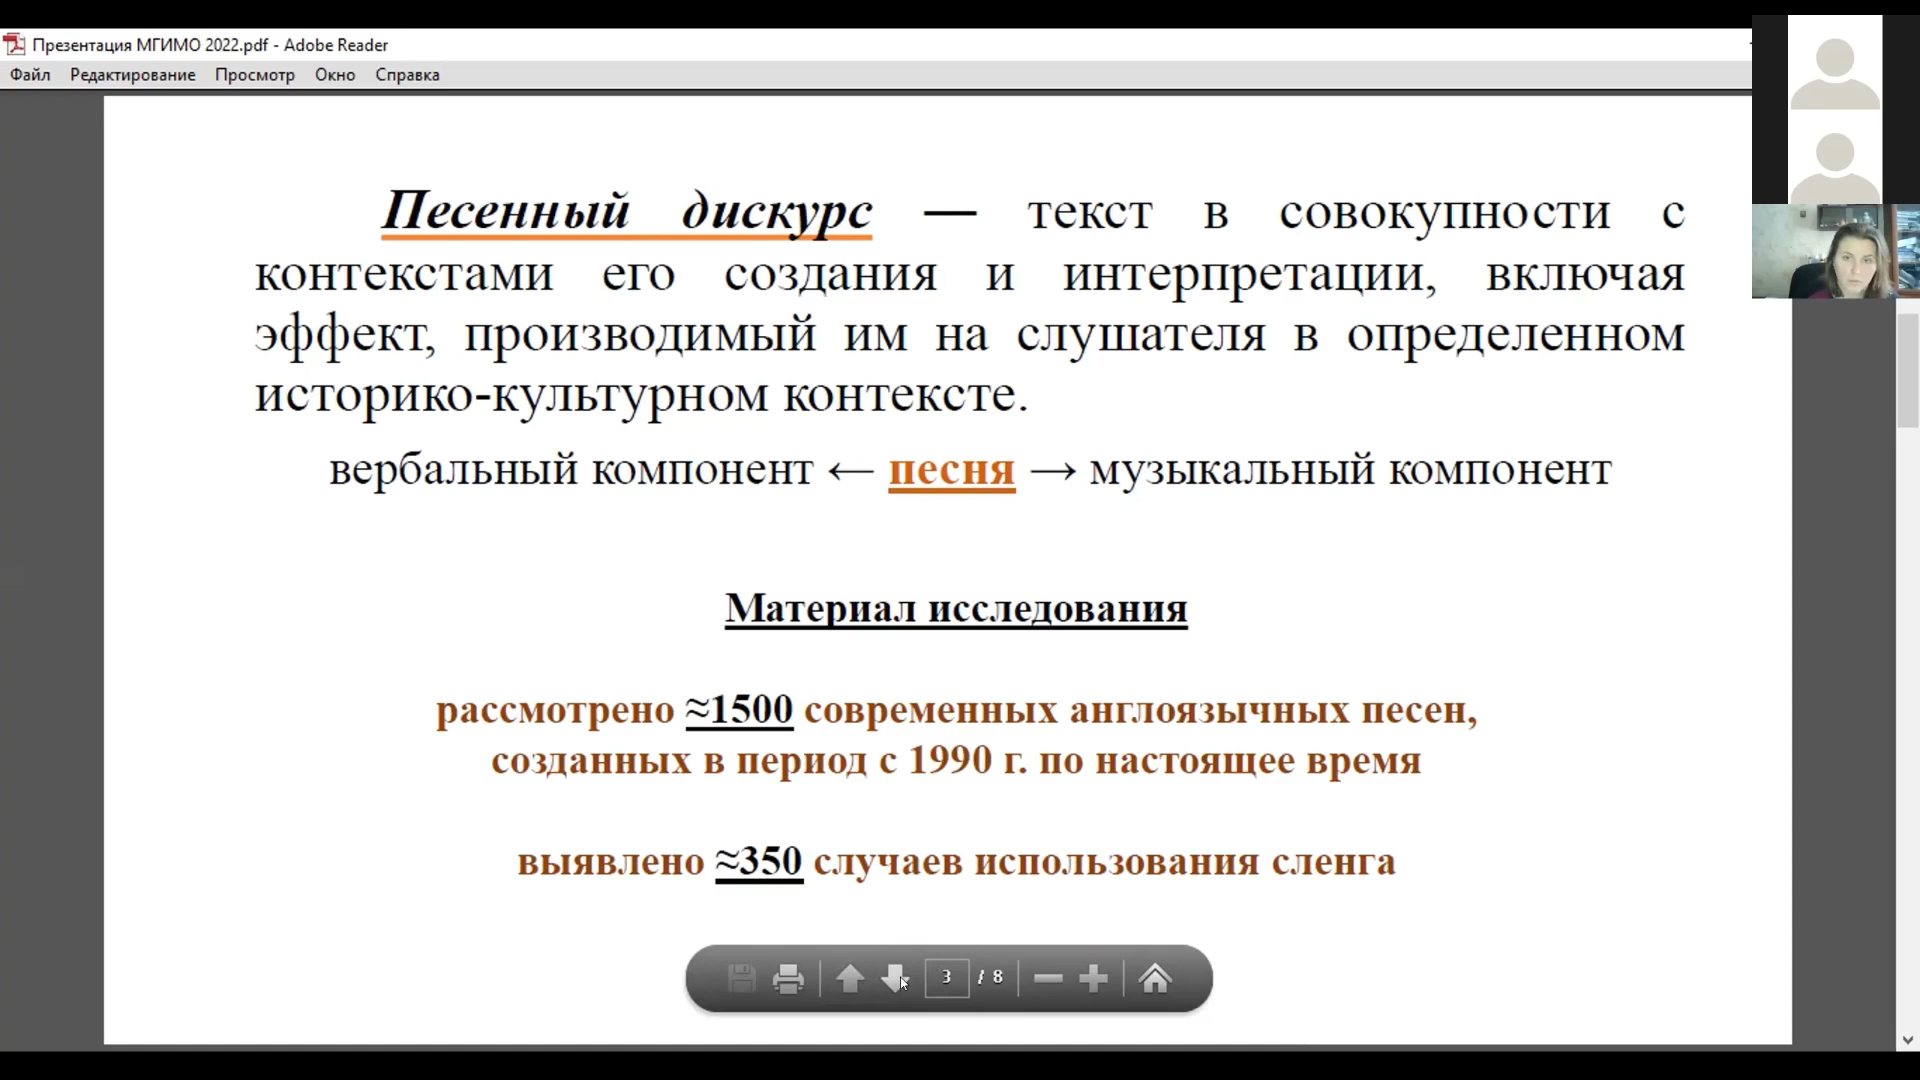 Презентация МГИМО 2022.pdf - Adobe Reader
Файл Редактирование Просмотр Окно Справка
Песенный дискурс — текст в совокупности с
контекстами его создания и интерпретации, включая
эффект, производимый им на слушателя в определенном
историко-культурном контексте.
вербальный компонент ← песня → музыкальный компонент
Материал исследования
рассмотрено ≈1500 современных англоязычных песен,
созданных в период с 1990 г. по настоящее время
выявлено ≈350 случаев использования сленга
3 / 8